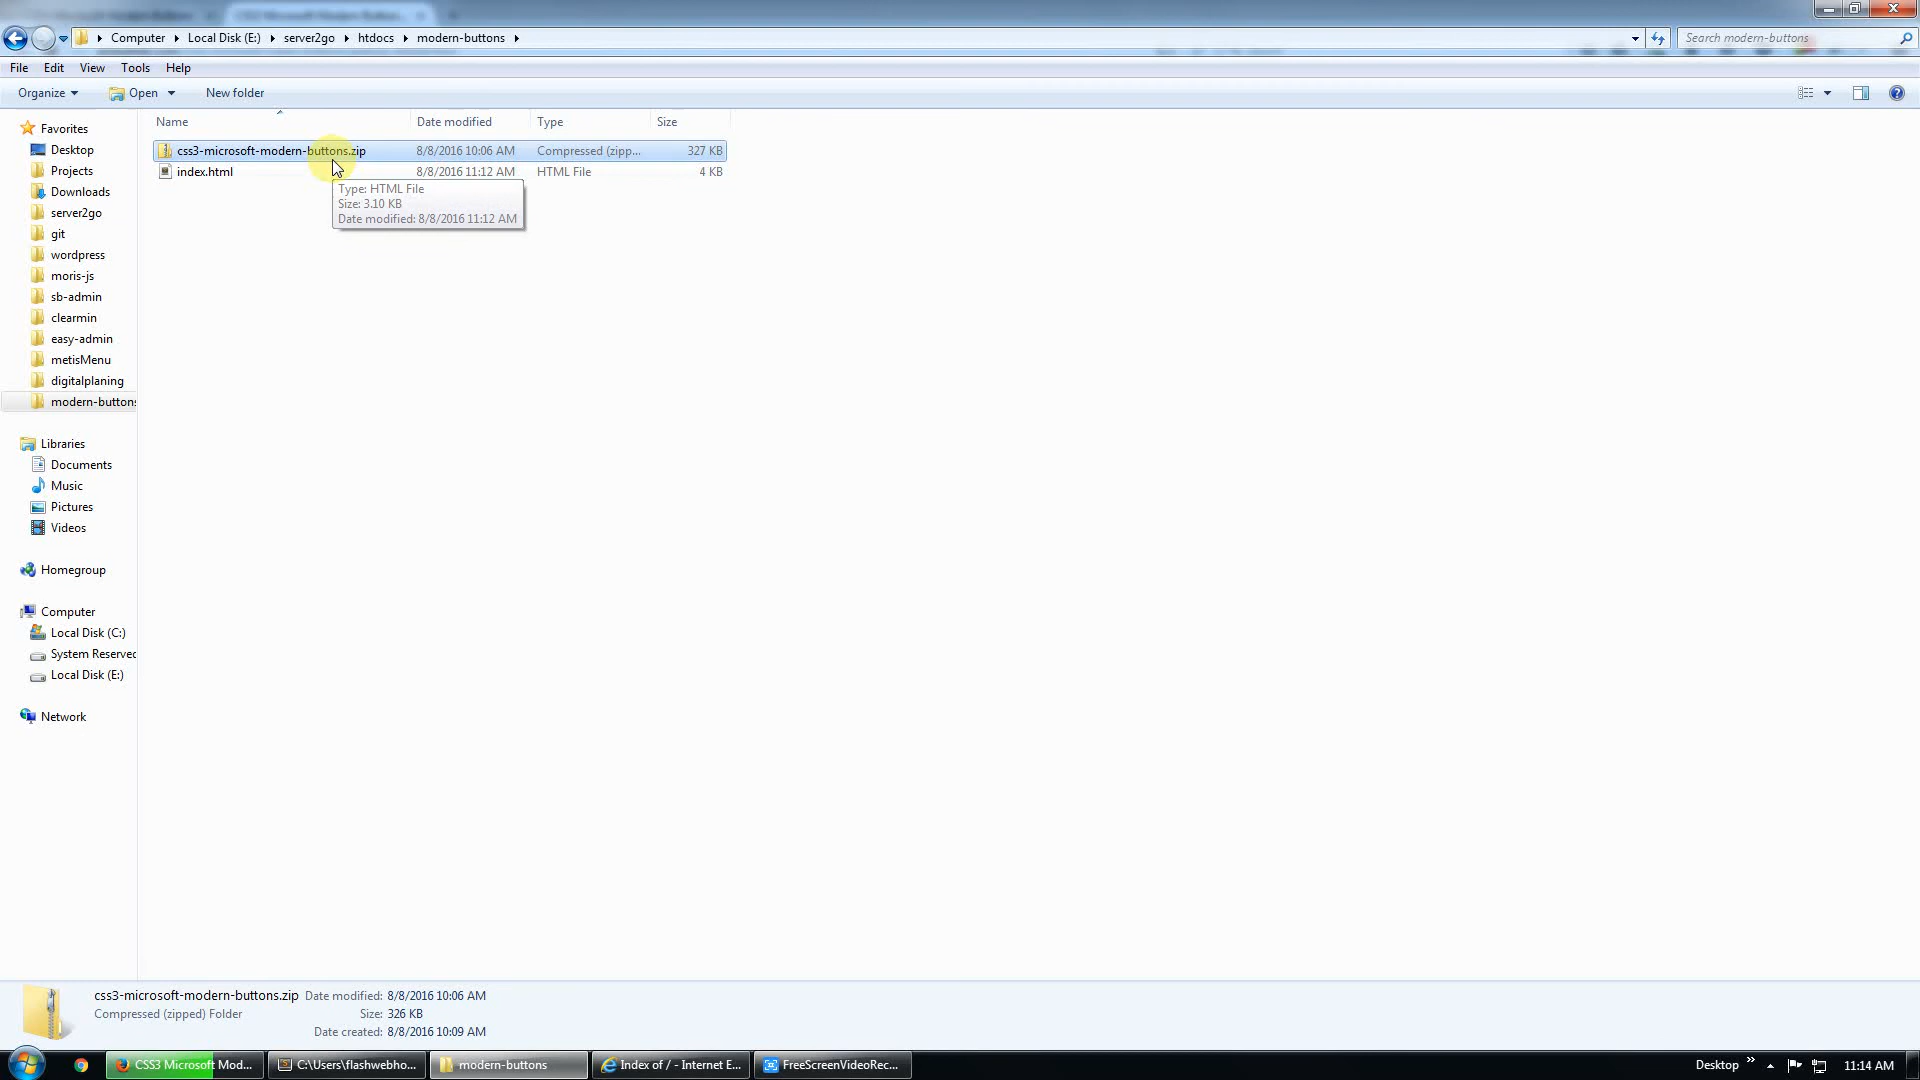 Computer Local Disk (E:) server2go htdocs modern-buttons
Search modern-buttons
File Edit View Tools Help
Organize Open New folder
Name Date modified Type Size
css3-microsoft-modern-buttons.zip 8/8/2016 10:06 AM Compressed (zipp... 327 KB
index.html 8/8/2016 11:12 AM HTML File 4 KB
Type: HTML File
Size: 3.10 KB
Date modified: 8/8/2016 11:12 AM
Favorites
Desktop
Projects
Downloads
server2go
git
wordpress
moris-js
sb-admin
clearmin
easy-admin
metisMenu
digitalplaning
modern-buttons
Libraries
Documents
Music
Pictures
Videos
Homegroup
Computer
Local Disk (C:)
System Reserved
Local Disk (E:)
Network
css3-microsoft-modern-buttons.zip Date modified: 8/8/2016 10:06 AM
Compressed (zipped) Folder Size: 326 KB
Date created: 8/8/2016 10:09 AM
CSS3 Microsoft Mod... C:\Users\flashwebho... modern-buttons Index of / - Internet E... FreeScreenVideoRec... Desktop 11:14 AM